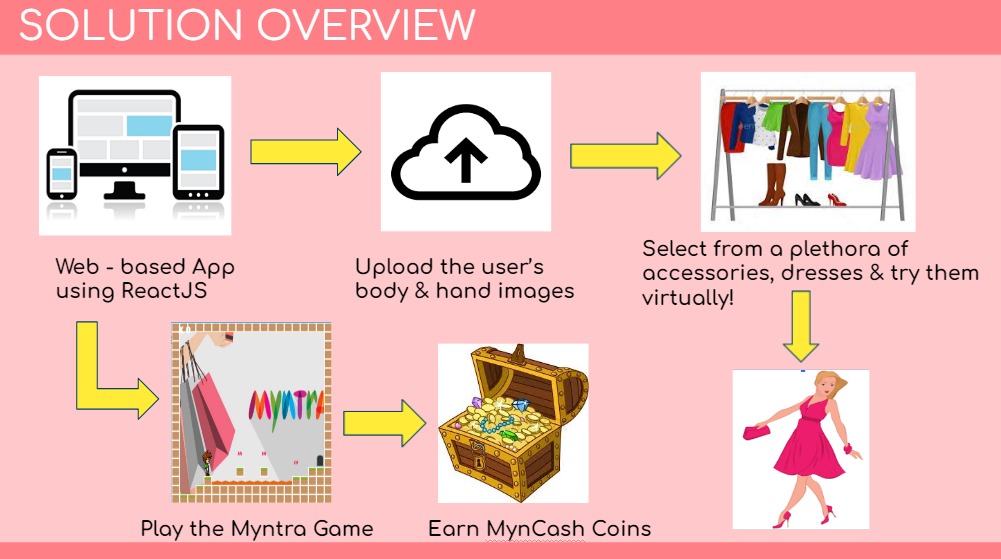 SOLUTION OVERVIEW
Web - based App
using ReactJS
Upload the user's
body & hand images
Select from a plethora of
accessories, dresses & try them
virtually!
MYNTRA
Play the Myntra Game
Earn MynCash Coins